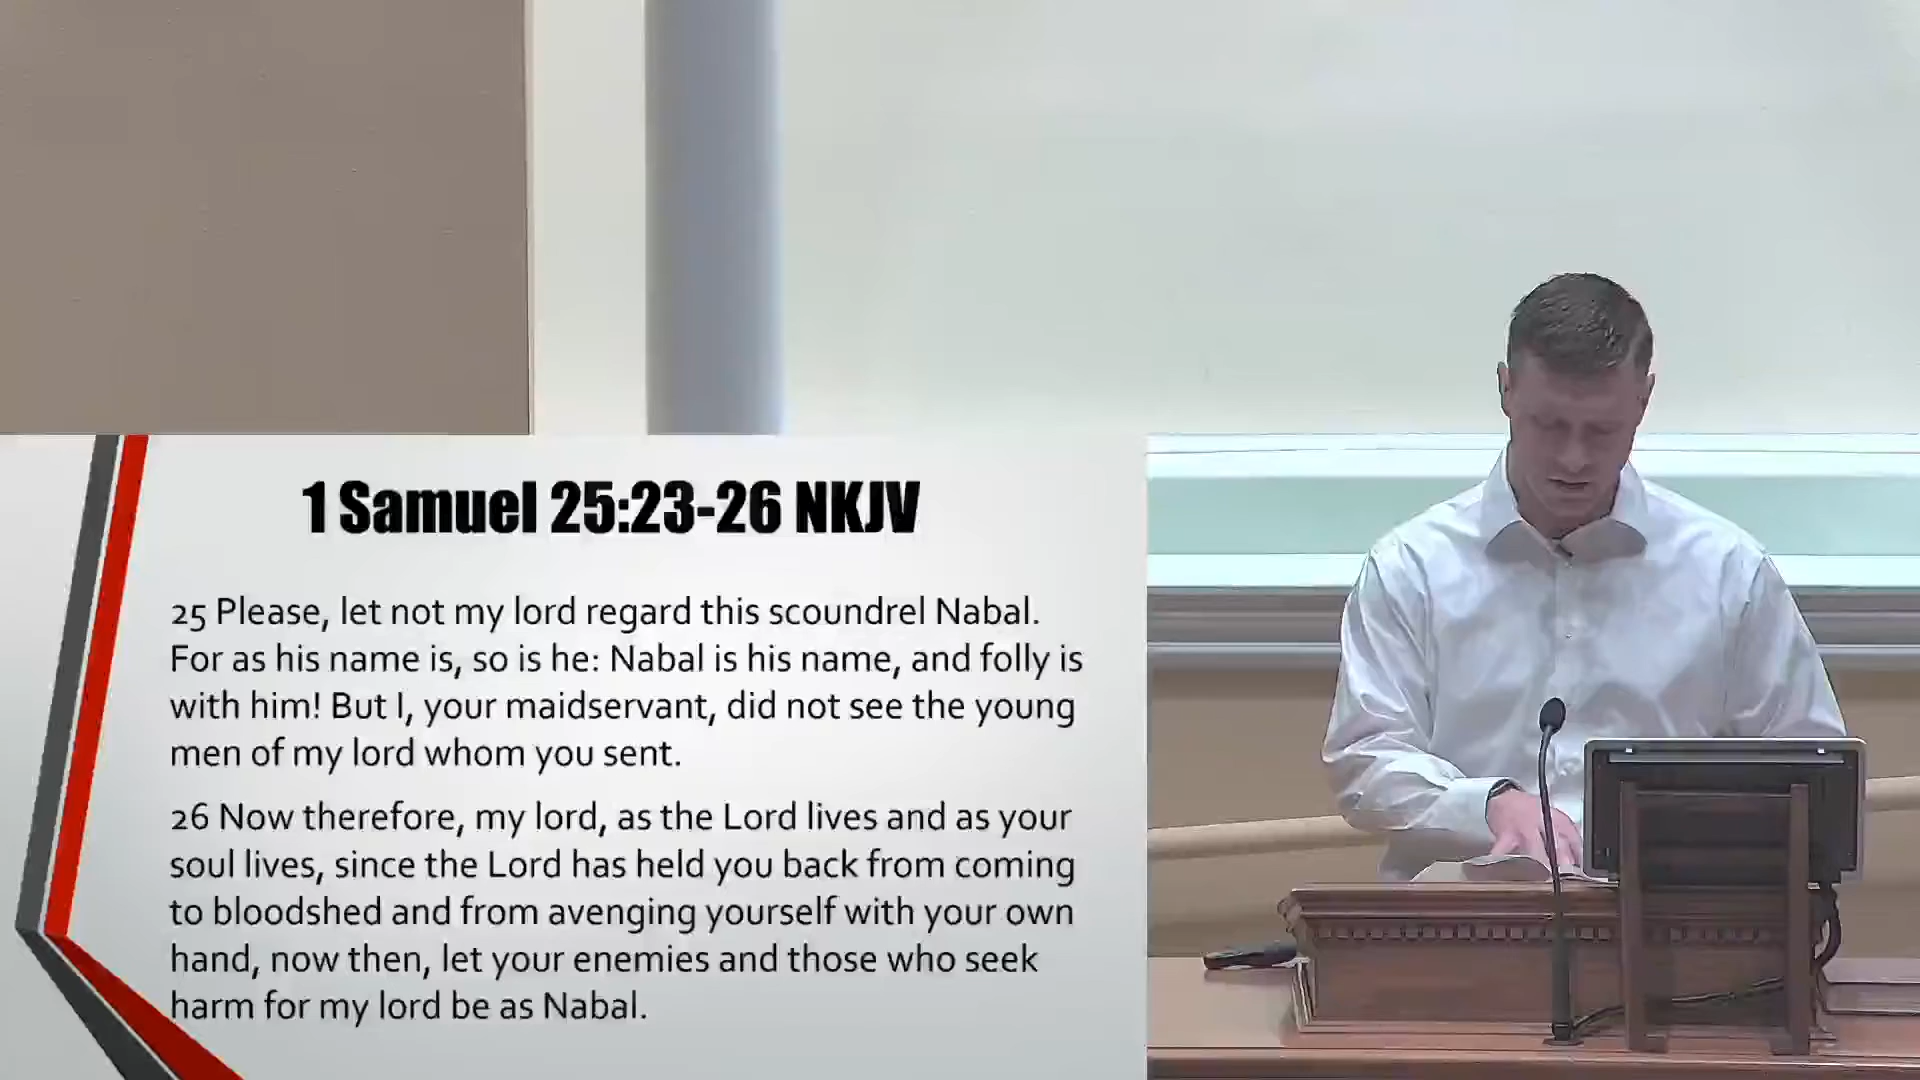 1 Samuel 25:23-26 NKJV
25 Please, let not my lord regard this scoundrel Nabal.
For as his name is, so is he: Nabal is his name, and folly is
with him! But I, your maidservant, did not see the young
men of my lord whom you sent.
26 Now therefore, my lord, as the Lord lives and as your
soul lives, since the Lord has held you back from coming
to bloodshed and from avenging yourself with your own
hand, now then, let your enemies and those who seek
harm for my lord be as Nabal.